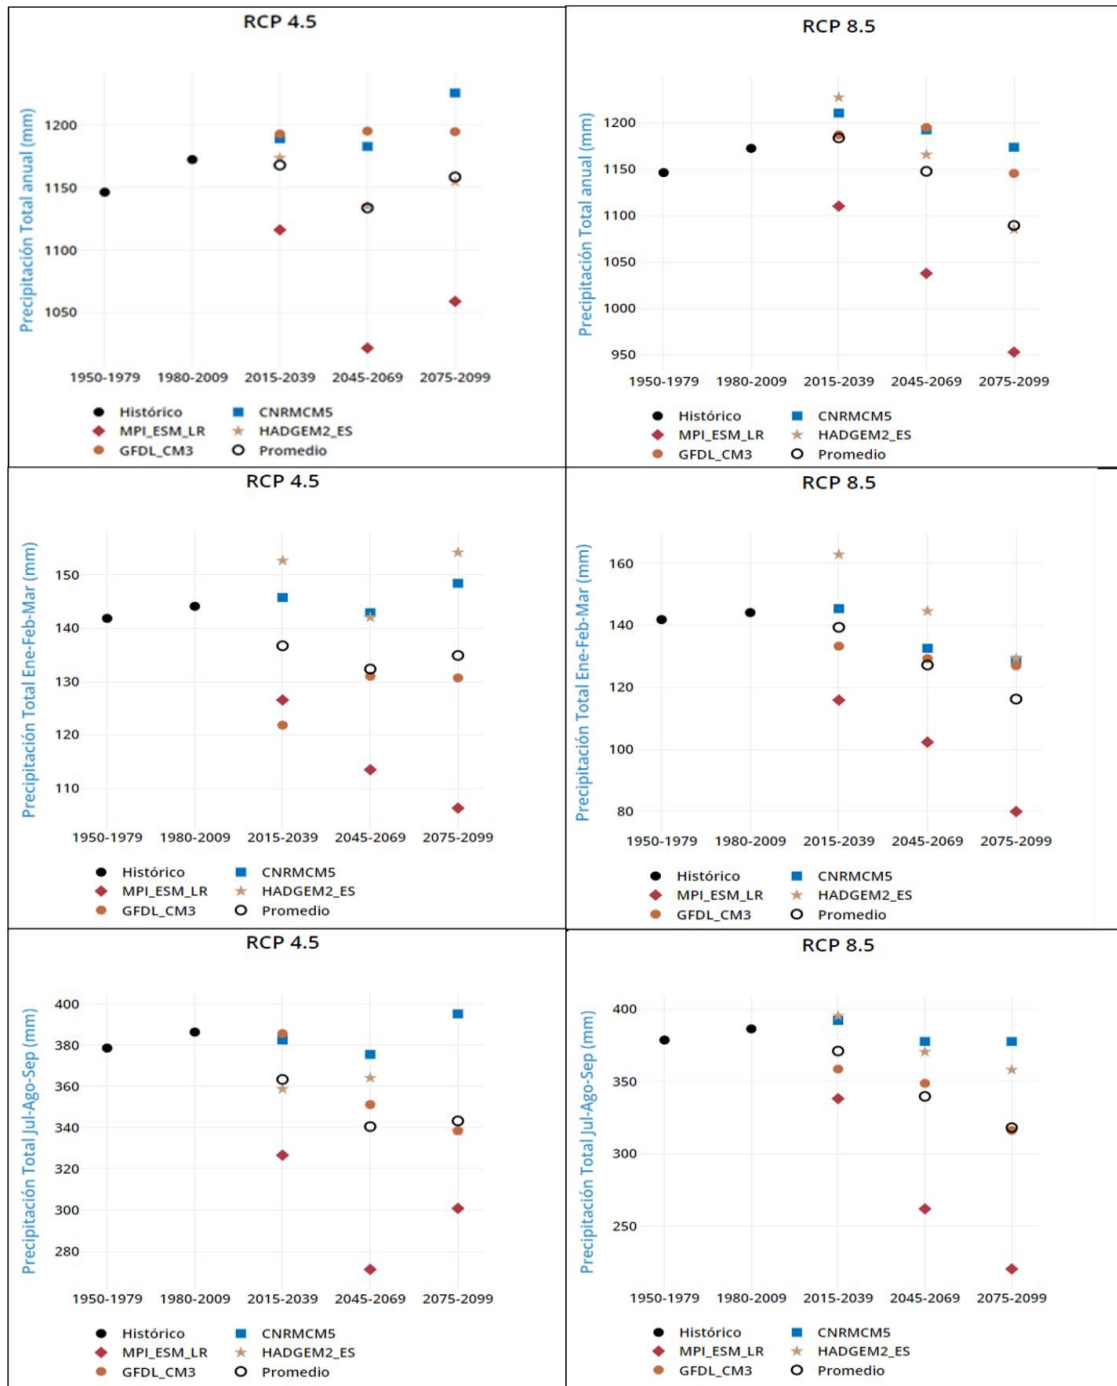 RCP 4.5
Precipitación Total anual (mm)
1200
1150
1100
1050
1950-1979 1980-2009 2015-2039 2045-2069 2075-2099
Histórico CNRMCM5
MPI_ESM_LR HADGEM2_ES
GFDL_CM3 Promedio
RCP 8.5
Precipitación Total anual (mm)
1200
1150
1100
1050
1000
950
1950-1979 1980-2009 2015-2039 2045-2069 2075-2099
Histórico CNRMCM5
MPI_ESM_LR HADGEM2_ES
GFDL_CM3 Promedio
RCP 4.5
Precipitación Total Ene-Feb-Mar (mm)
150
140
130
120
110
1950-1979 1980-2009 2015-2039 2045-2069 2075-2099
Histórico CNRMCM5
MPI_ESM_LR HADGEM2_ES
GFDL_CM3 Promedio
RCP 8.5
Precipitación Total Ene-Feb-Mar (mm)
160
140
120
100
80
1950-1979 1980-2009 2015-2039 2045-2069 2075-2099
Histórico CNRMCM5
MPI_ESM_LR HADGEM2_ES
GFDL_CM3 Promedio
RCP 4.5
Precipitación Total Jul-Ago-Sep (mm)
400
380
360
340
320
300
280
1950-1979 1980-2009 2015-2039 2045-2069 2075-2099
Histórico CNRMCM5
MPI_ESM_LR HADGEM2_ES
GFDL_CM3 Promedio
RCP 8.5
Precipitación Total Jul-Ago-Sep (mm)
400
350
300
250
1950-1979 1980-2009 2015-2039 2045-2069 2075-2099
Histórico CNRMCM5
MPI_ESM_LR HADGEM2_ES
GFDL_CM3 Promedio